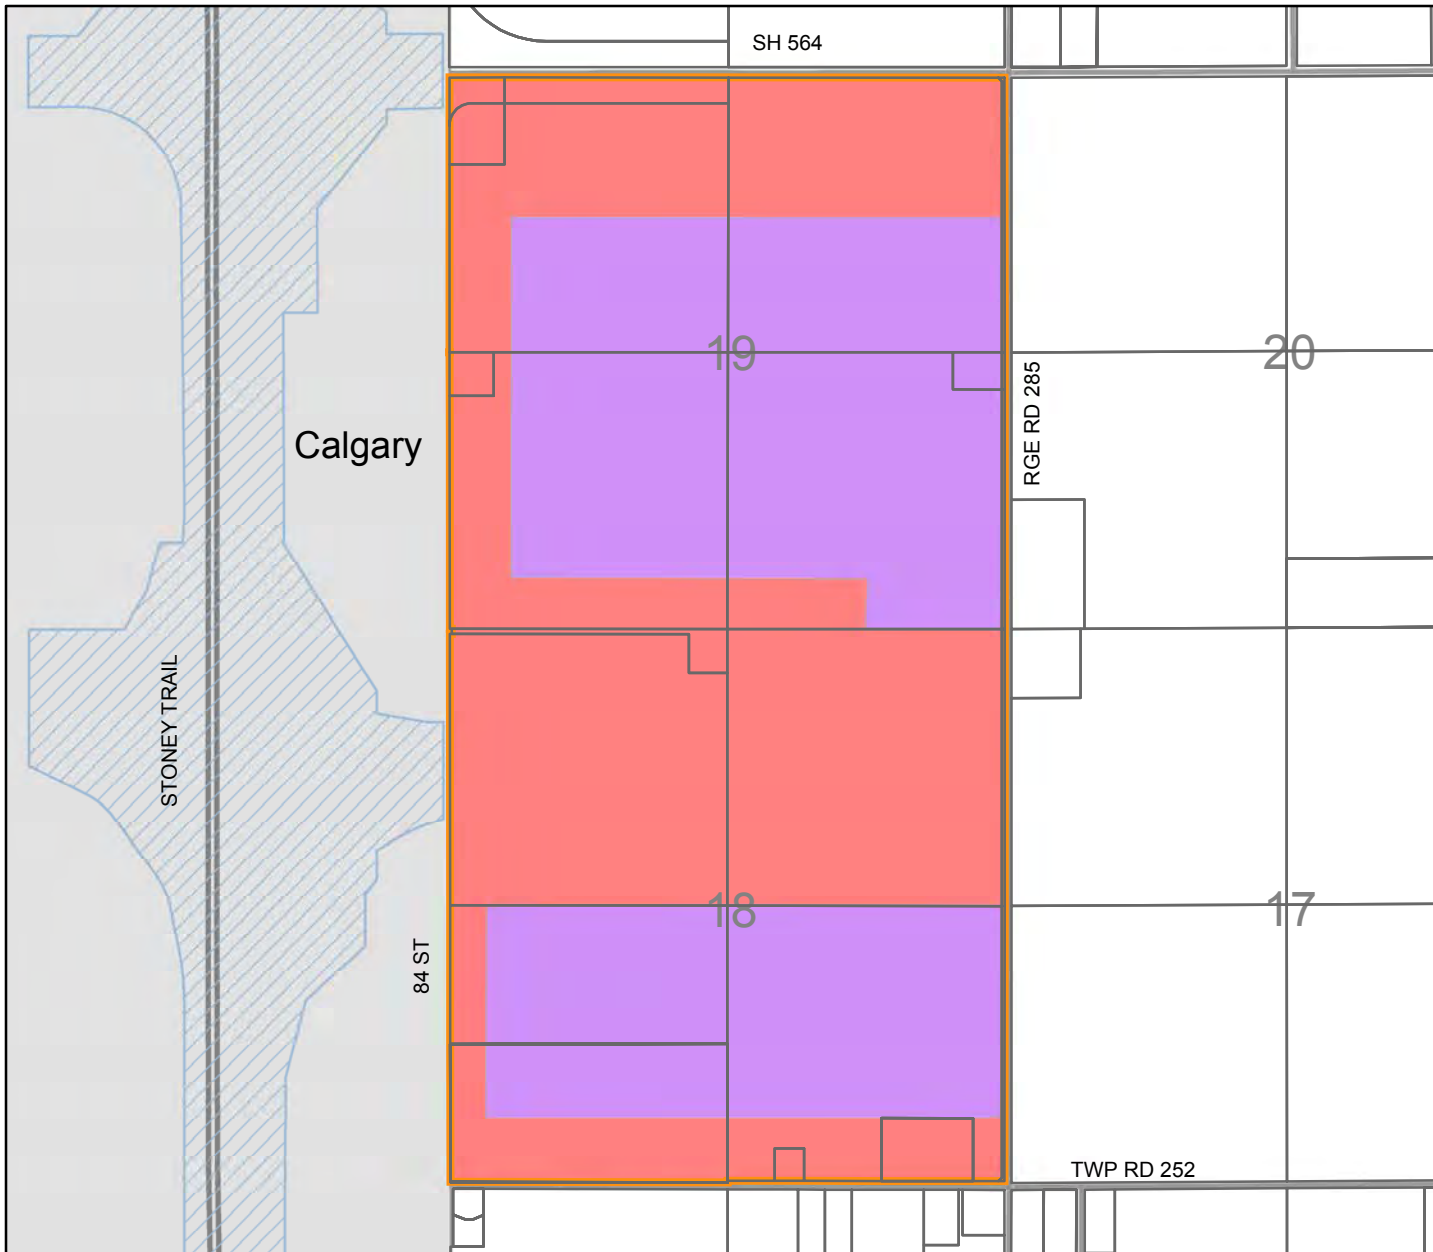 SH 564
19
20
RGE RD 285
Calgary
STONEY TRAIL
18
17
84 ST
TWP RD 252